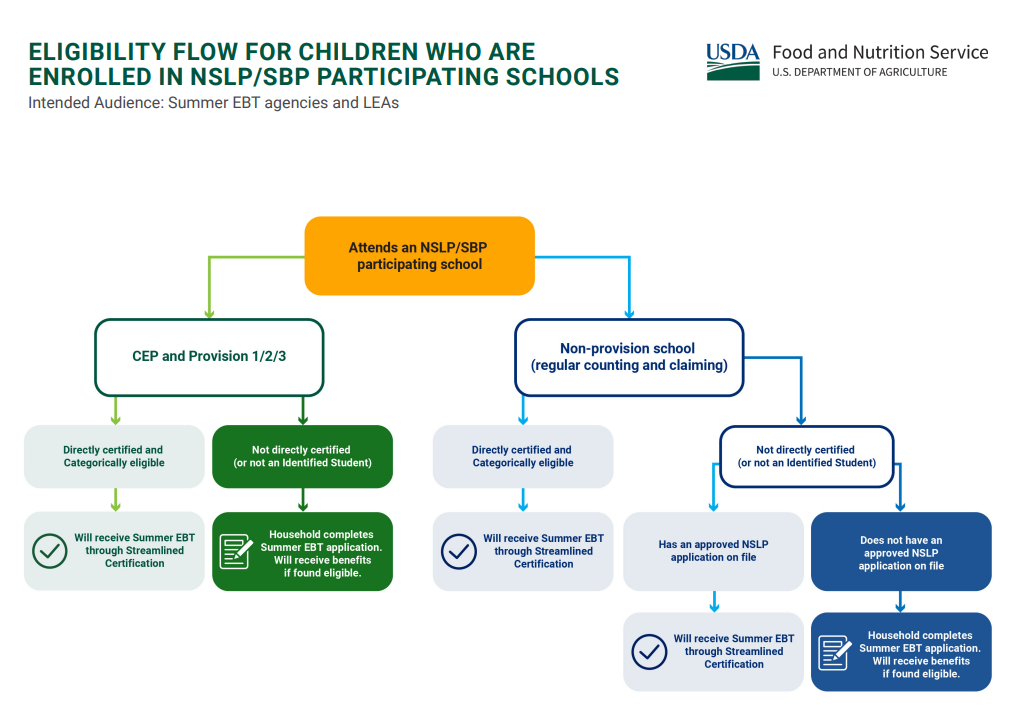 ELIGIBILITY FLOW FOR CHILDREN WHO ARE
ENROLLED IN NSLP/SBP PARTICIPATING SCHOOLS
Intended Audience: Summer EBT agencies and LEAs
USDA
Food and Nutrition Service
U.S. DEPARTMENT OF AGRICULTURE
Attends an NSLP/SBP
participating school
CEP and Provision 1/2/3
Non-provision school
(regular counting and claiming)
Directly certified and
Categorically eligible
Not directly certified
(or not an Identified Student)
Directly certified and
Categorically eligible
Not directly certified
(or not an Identified Student)
Will receive Summer EBT
through Streamlined
Certification
Household completes
Summer EBT application.
Will receive benefits
if found eligible.
Will receive Summer EBT
through Streamlined
Certification
Has an approved NSLP
application on file
Does not have an
approved NSLP
application on file
Will receive Summer EBT
through Streamlined
Certification
Household completes
Summer EBT application.
Will receive benefits
if found eligible.